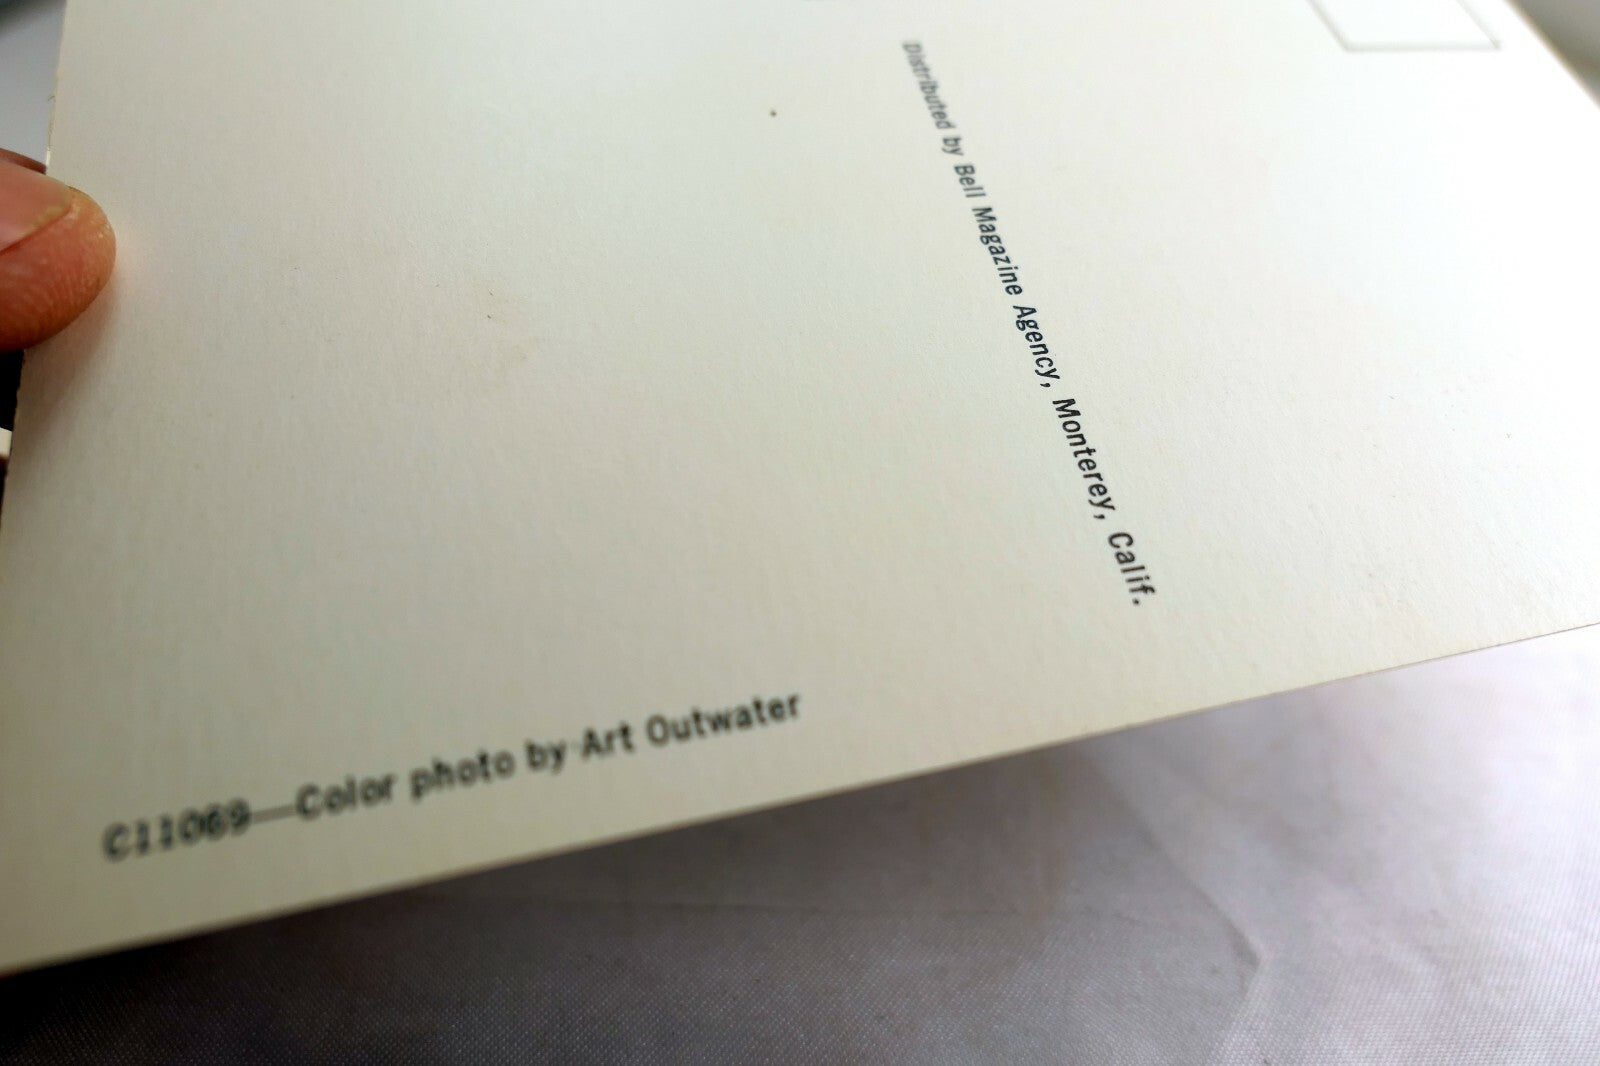 Distributed by Bell Magazine Agency, Monterey, Calif.
C11069—Color photo by Art Outwater